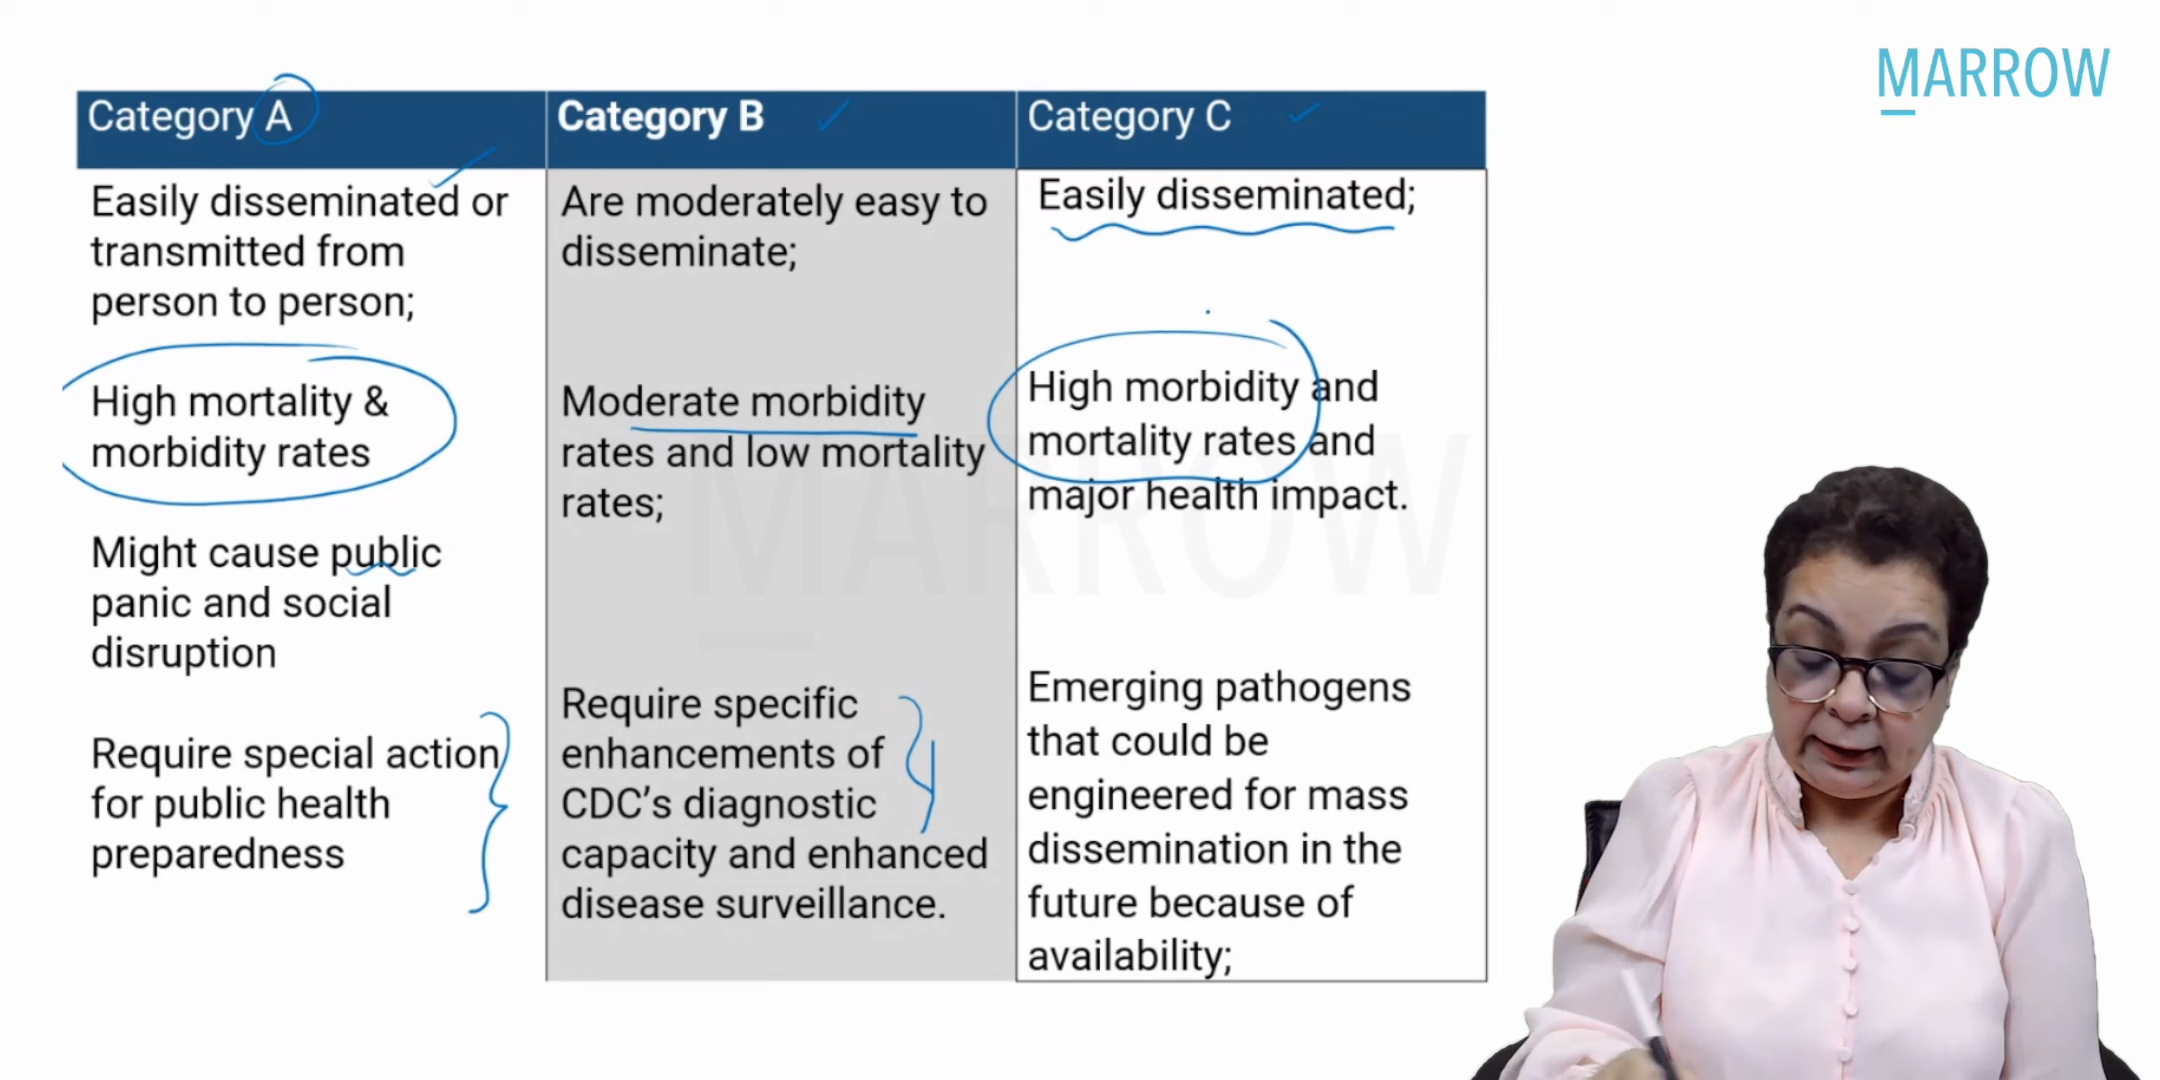 MARROW
Category A
Easily disseminated or
transmitted from
person to person;
High mortality &
morbidity rates
Might cause public
panic and social
disruption
Require special action
for public health
preparedness
Category B
Are moderately easy to
disseminate;
Moderate morbidity
rates and low mortality
rates;
Require specific
enhancements of
CDC’s diagnostic
capacity and enhanced
disease surveillance.
Category C
Easily disseminated;
High morbidity and
mortality rates and
major health impact.
Emerging pathogens
that could be
engineered for mass
dissemination in the
future because of
availability;
MARROW